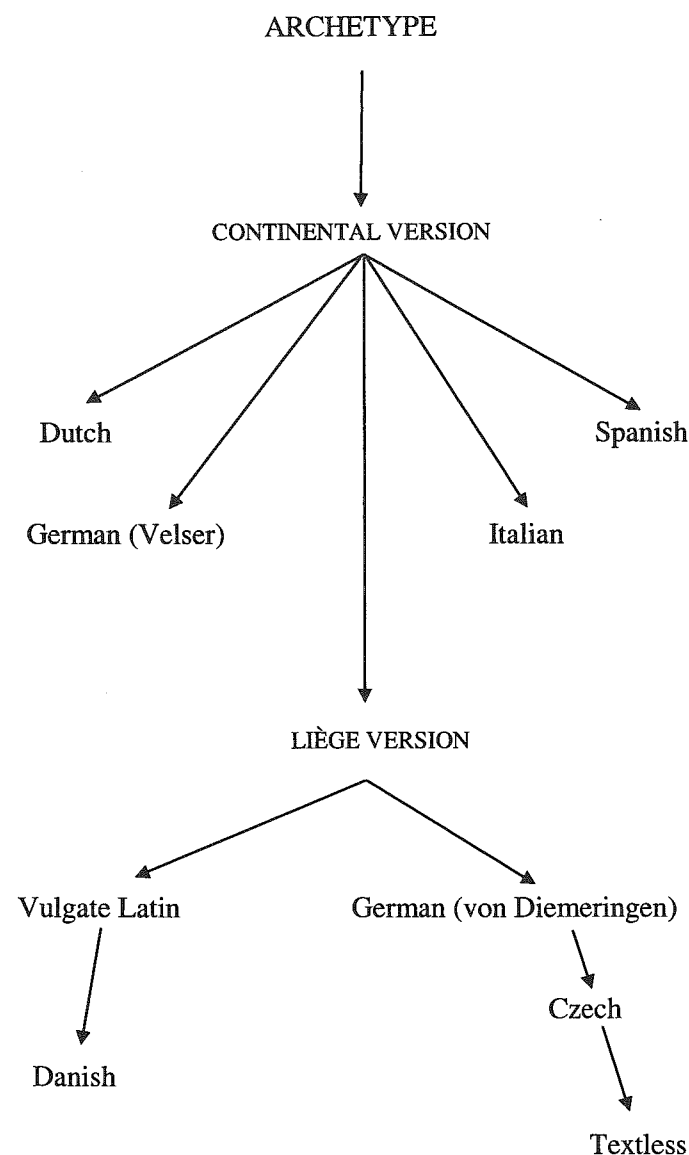 ARCHETYPE
CONTINENTAL VERSION
Dutch
Spanish
German (Velser)
Italian
LIÈGE VERSION
Vulgate Latin
German (von Diemeringen)
Czech
Danish
Textless